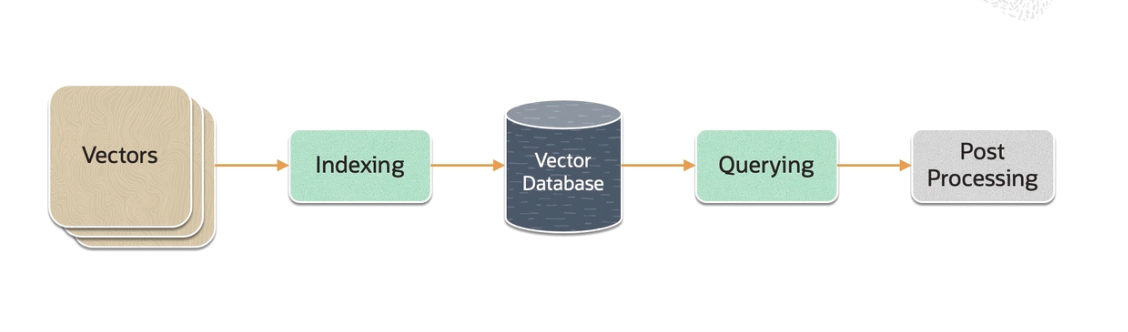 Vectors
Indexing
Vector
Database
Querying
Post
Processing